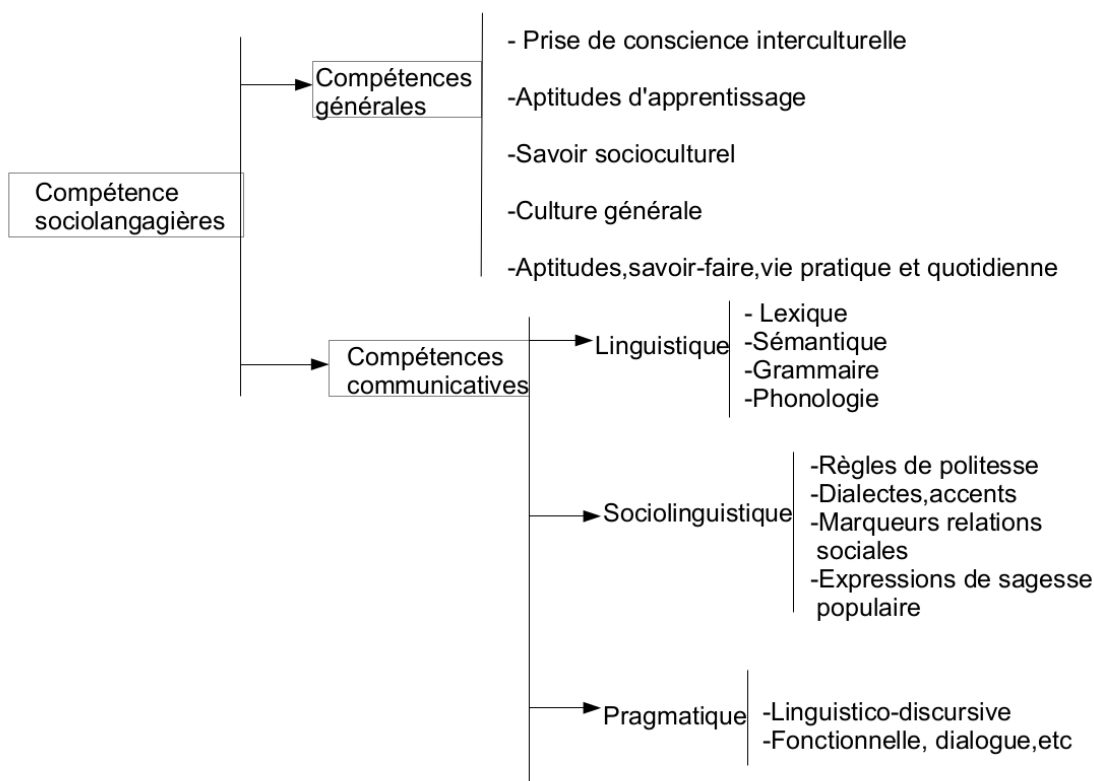 - Prise de conscience interculturelle
Compétences
générales
-Aptitudes d'apprentissage
-Savoir socioculturel
Compétence
sociolangagières
-Culture générale
-Aptitudes,savoir-faire,vie pratique et quotidienne
Compétences
communicatives
Linguistique
- Lexique
-Sémantique
-Grammaire
-Phonologie
Sociolinguistique
-Règles de politesse
-Dialectes,accents
-Marqueurs relations
sociales
-Expressions de sagesse
populaire
Pragmatique
-Linguistico-discursive
-Fonctionnelle, dialogue,etc